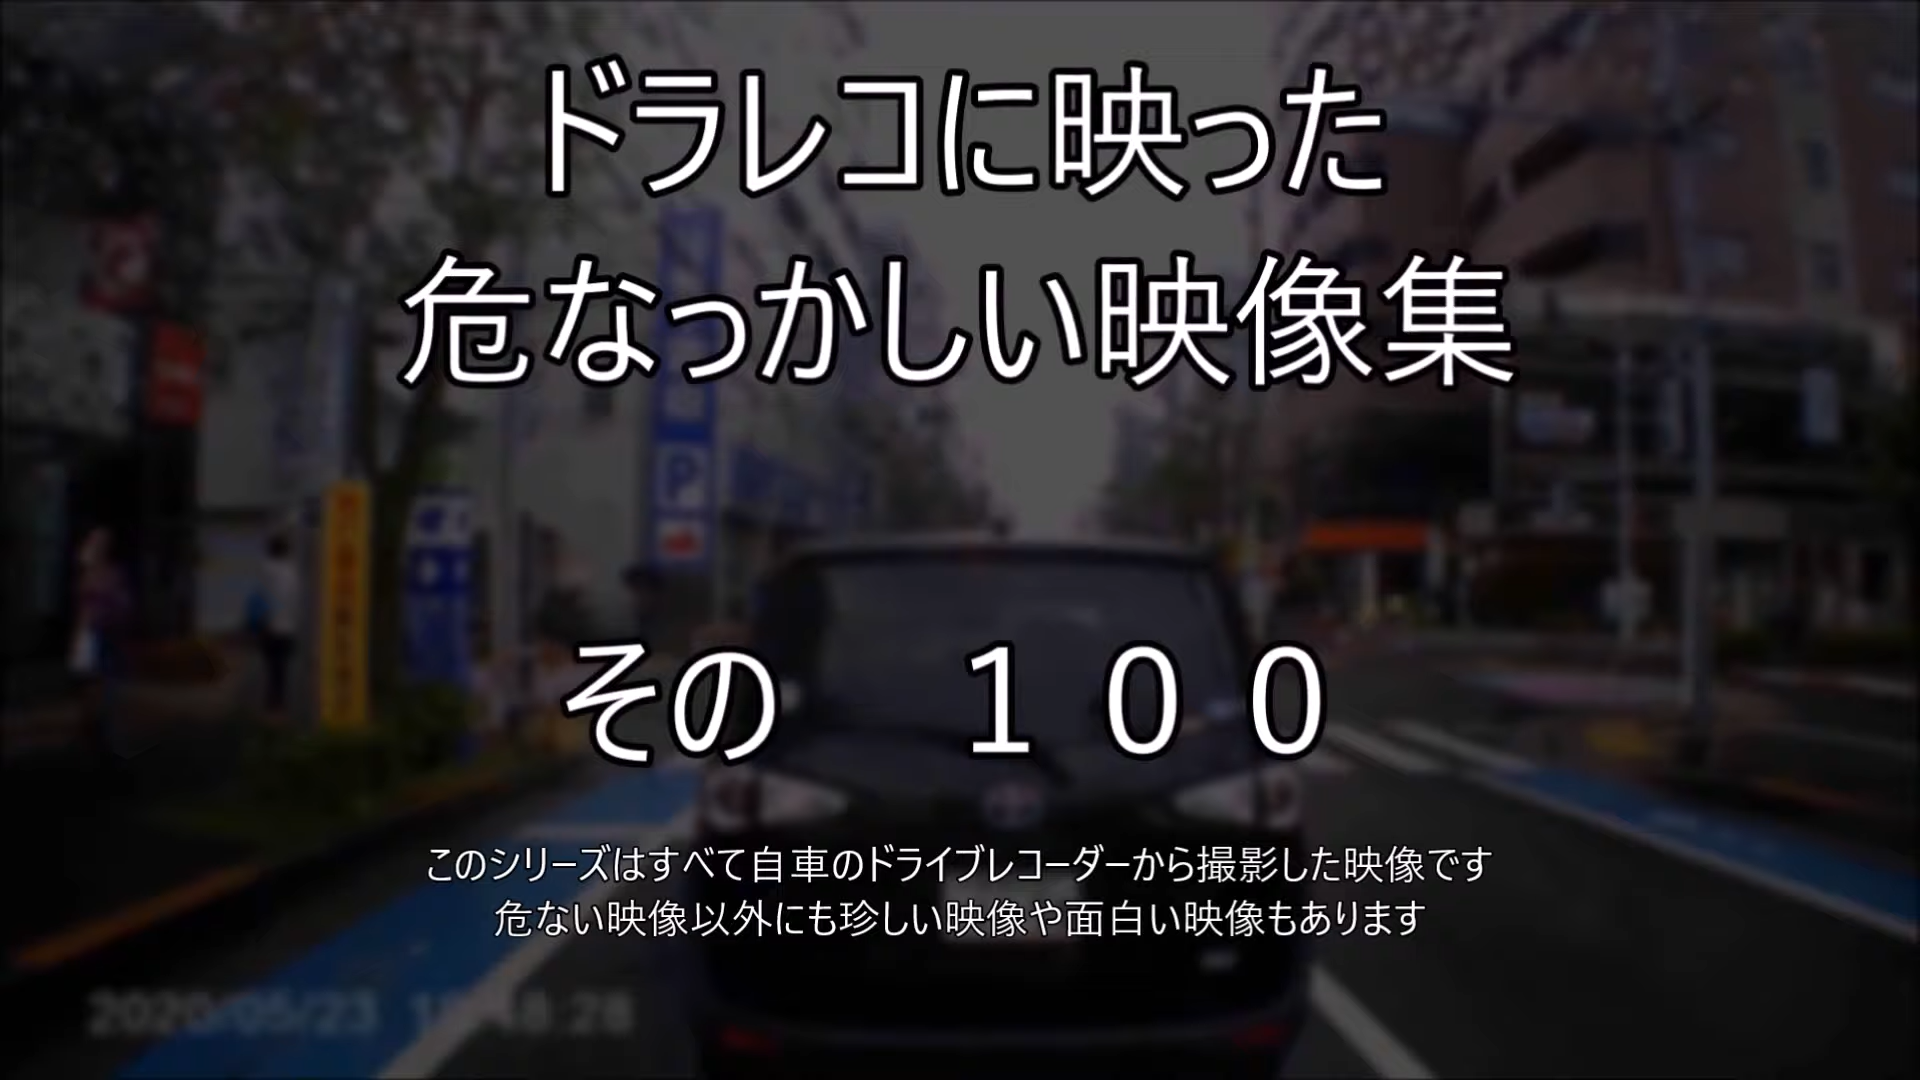 ドラレコに映った
危なっかしい映像集
その　１００
このシリーズはすべて自車のドライブレコーダーから撮影した映像です
危ない映像以外にも珍しい映像や面白い映像もあります
P
2020/05/23